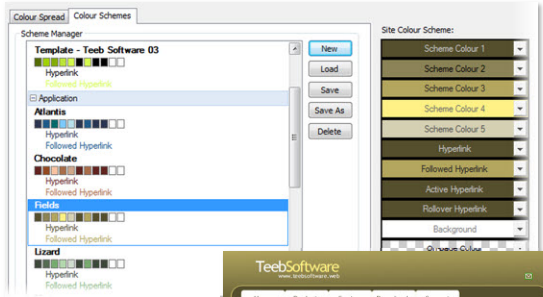 Colour Spread
Colour Schemes
Scheme Manager
Template - Teeb Software 03
Hyperlink
Followed Hyperlink
Application
Atlantis
Hyperlink
Followed Hyperlink
Chocolate
Hyperlink
Followed Hyperlink
Fields
Hyperlink
Followed Hyperlink
Lizard
Hyperlink
Followed Hyperlink
New
Load
Save
Save As
Delete
Site Colour Scheme:
Scheme Colour 1
Scheme Colour 2
Scheme Colour 3
Scheme Colour 4
Scheme Colour 5
Hyperlink
Followed Hyperlink
Active Hyperlink
Rollover Hyperlink
Background
On-page Colour
TeebSoftware
www.teebsoftware.web